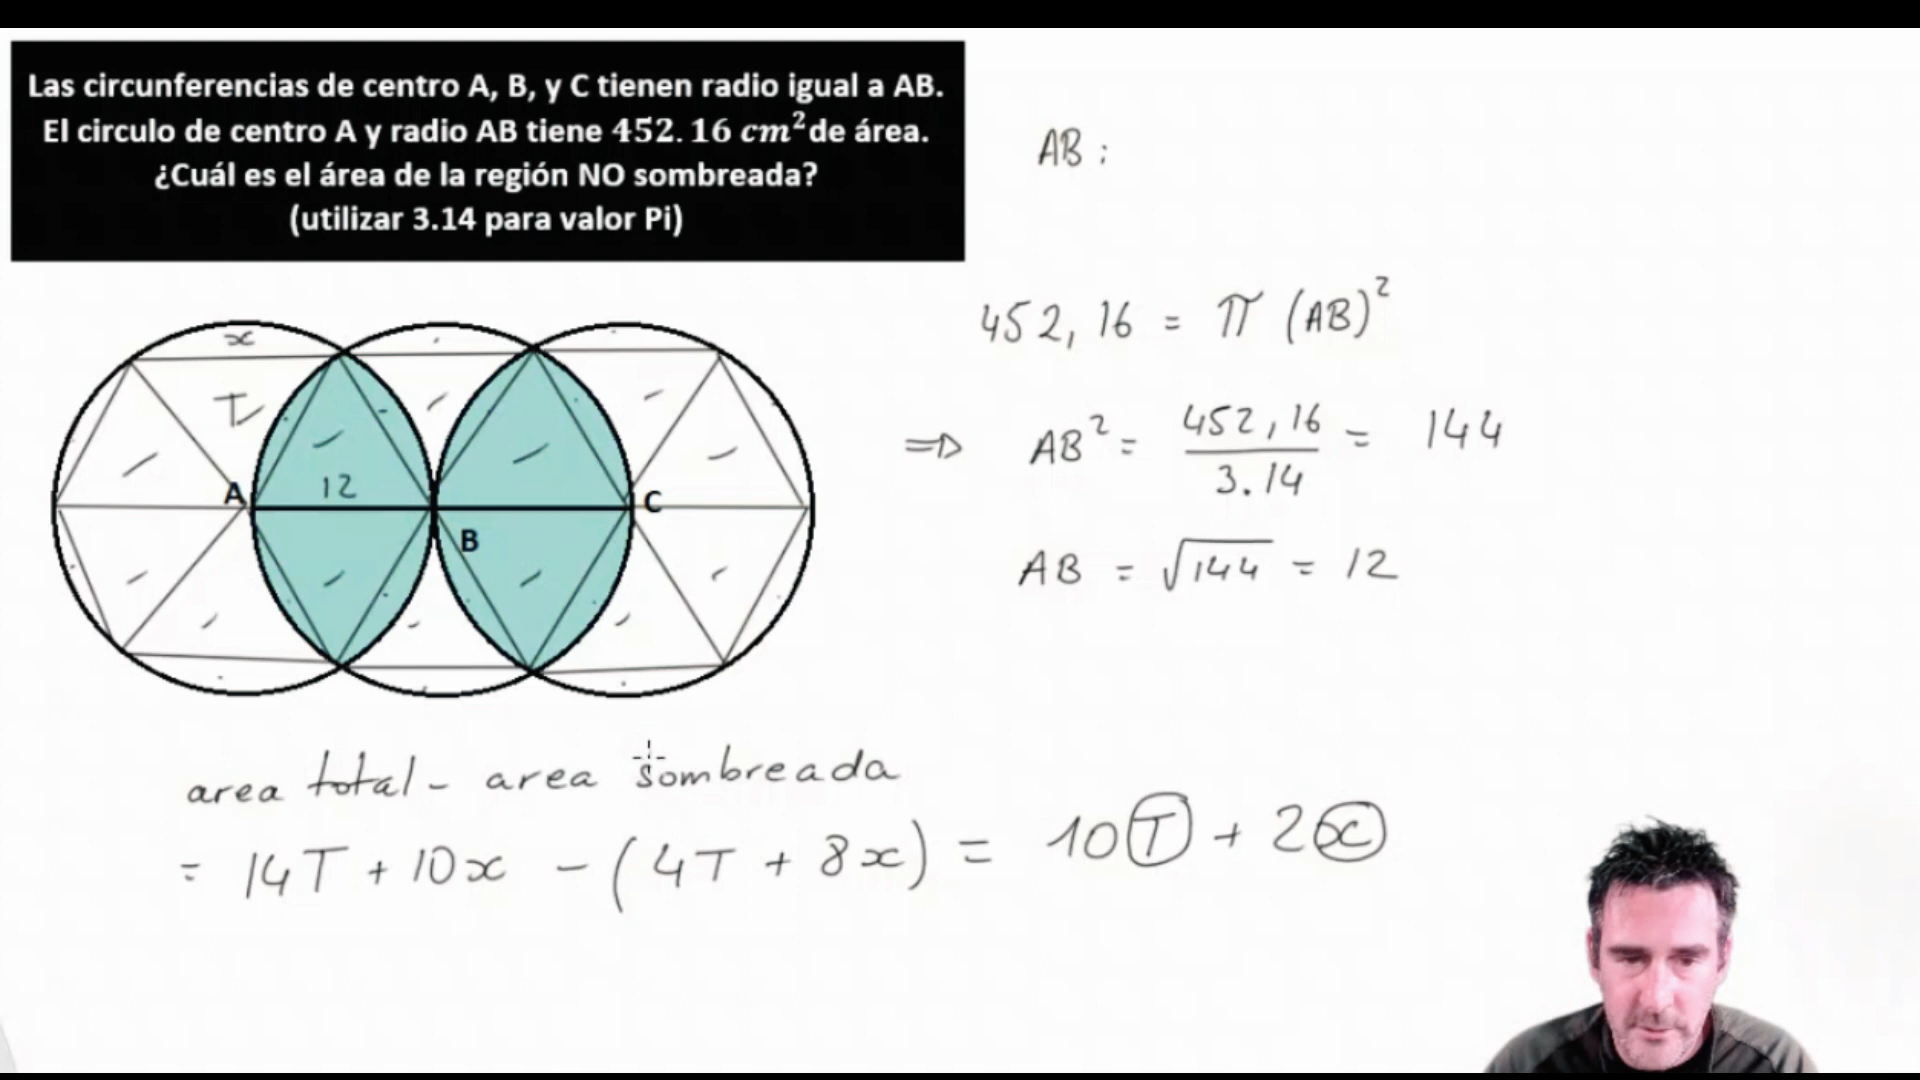 Las circunferencias de centro A, B, y C tienen radio igual a AB.
El circulo de centro A y radio AB tiene 452.16 cm² de área.
¿Cuál es el área de la región NO sombreada?
(utilizar 3.14 para valor Pi)
AB :
452,16 = π (AB)²
⇒ AB² = 452,16 / 3.14 = 144
AB = √144 = 12
x
T
A
12
B
C
area total - area sombreada
= 14T + 10x - (4T + 8x) = 10T + 2x